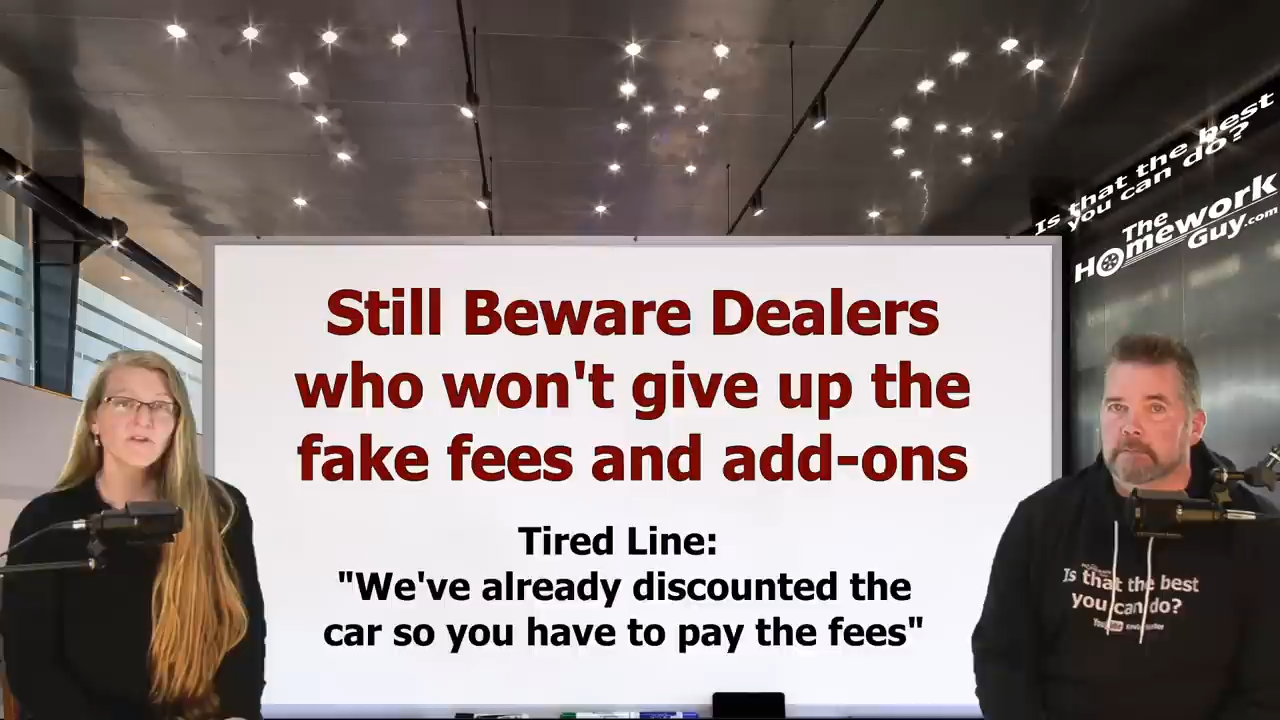 Is that the best
you can do?
The
Homework
Guy.com
Still Beware Dealers
who won't give up the
fake fees and add-ons
Tired Line:
"We've already discounted the
car so you have to pay the fees"
Is that the best
you can do?